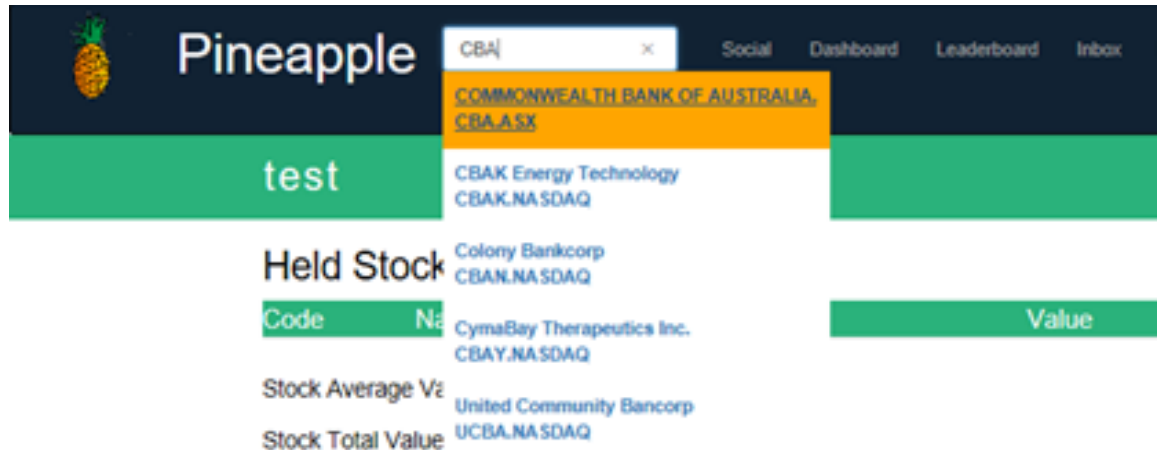 Pineapple
CBA
Social Dashboard Leaderboard Inbox
COMMONWEALTH BANK OF AUSTRALIA.
CBA.ASX
test
CBAK Energy Technology
CBAK.NASDAQ
Held Stock
Colony Bankcorp
CBAN.NASDAQ
Code Na Value
CymaBay Therapeutics Inc.
CBAY.NASDAQ
Stock Average Va
United Community Bancorp
UCBA.NASDAQ
Stock Total Value